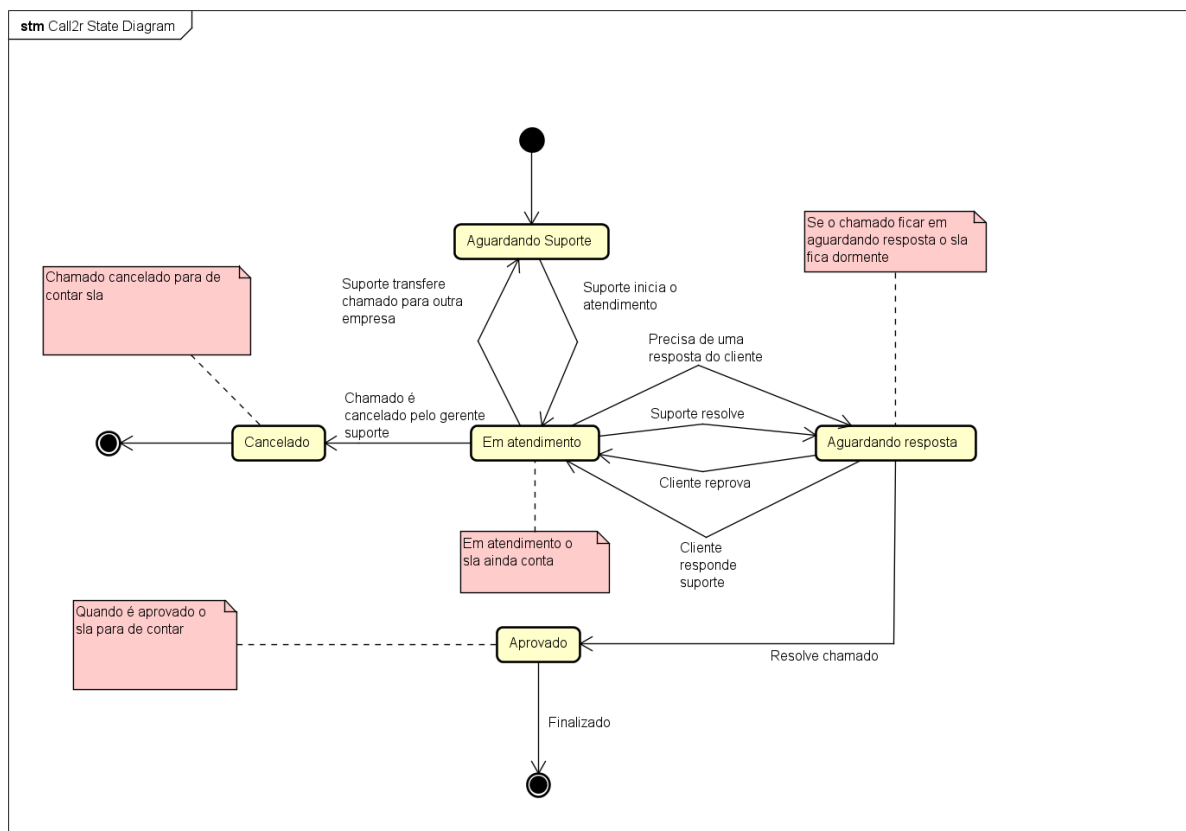 stm Call2r State Diagram
Aguardando Suporte
Se o chamado ficar em
aguardando resposta o sla
fica dormente
Chamado cancelado para de
contar sla
Suporte transfere
chamado para outra
empresa
Suporte inicia o
atendimento
Precisa de uma
resposta do cliente
Chamado é
cancelado pelo gerente
suporte
Suporte resolve
Cancelado
Em atendimento
Aguardando resposta
Cliente reprova
Em atendimento o
sla ainda conta
Cliente
responde
suporte
Quando é aprovado o
sla para de contar
Aprovado
Resolve chamado
Finalizado